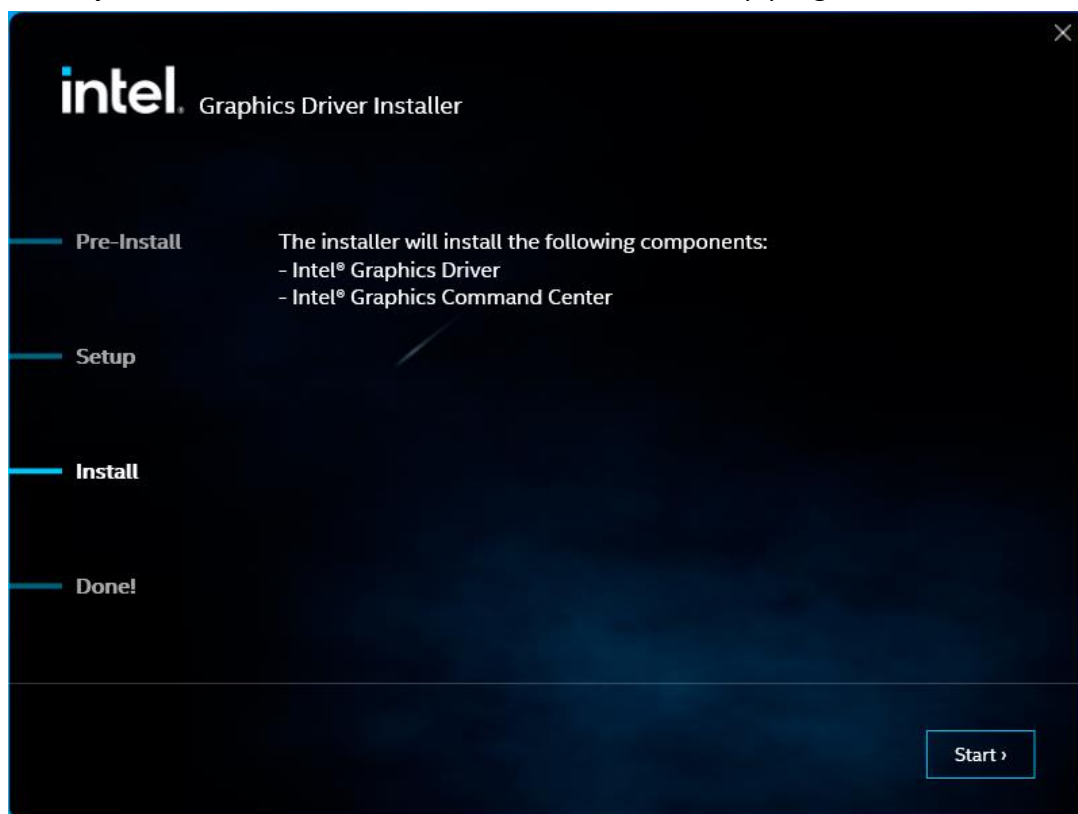 intel. Graphics Driver Installer
Pre-Install
The installer will install the following components:
- Intel® Graphics Driver
- Intel® Graphics Command Center
Setup
Install
Done!
Start ›